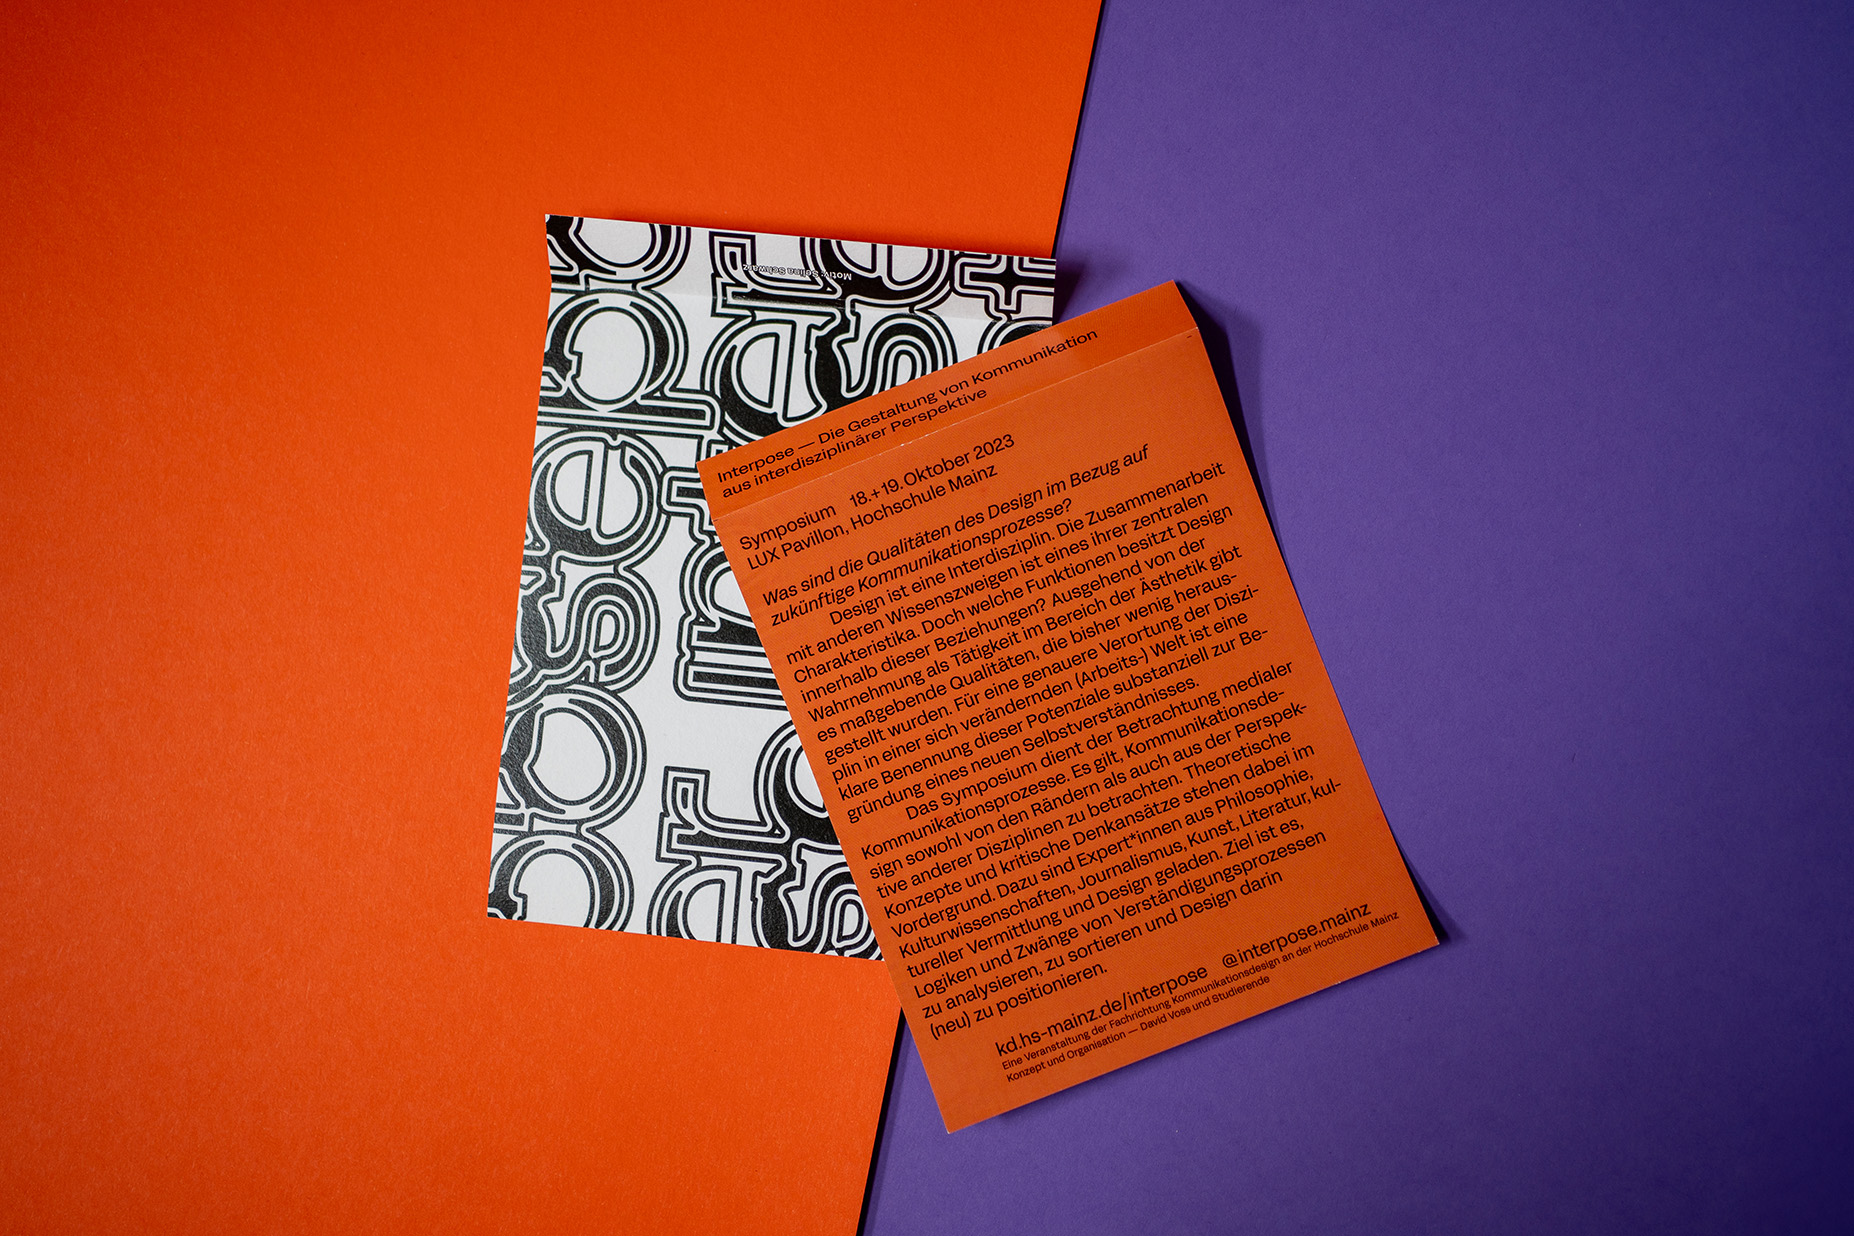 Motiv: Selina Schwarz
Interpose — Die Gestaltung von Kommunikation
aus interdisziplinärer Perspektive
Symposium 18.+19. Oktober 2023
LUX Pavillon, Hochschule Mainz
Was sind die Qualitäten des Design im Bezug auf
zukünftige Kommunikationsprozesse?
Design ist eine Interdisziplin. Die Zusammenarbeit
mit anderen Wissenszweigen ist eines ihrer zentralen
Charakteristika. Doch welche Funktionen besitzt Design
innerhalb dieser Beziehungen? Ausgehend von der
Wahrnehmung als Tätigkeit im Bereich der Ästhetik gibt
es maßgebende Qualitäten, die bisher wenig heraus-
gestellt wurden. Für eine genauere Verortung der Diszi-
plin in einer sich verändernden (Arbeits-) Welt ist eine
klare Benennung dieser Potenziale substanziell zur Be-
gründung eines neuen Selbstverständnisses.
Das Symposium dient der Betrachtung medialer
Kommunikationsprozesse. Es gilt, Kommunikationsde-
sign sowohl von den Rändern als auch aus der Perspek-
tive anderer Disziplinen zu betrachten. Theoretische
Konzepte und kritische Denkansätze stehen dabei im
Vordergrund. Dazu sind Expert*innen aus Philosophie,
Kulturwissenschaften, Journalismus, Kunst, Literatur, kul-
tureller Vermittlung und Design geladen. Ziel ist es,
Logiken und Zwänge von Verständigungsprozessen
zu analysieren, zu sortieren und Design darin
(neu) zu positionieren.
kd.hs-mainz.de/interpose @interpose.mainz
Eine Veranstaltung der Fachrichtung Kommunikationsdesign an der Hochschule Mainz
Konzept und Organisation — David Voss und Studierende